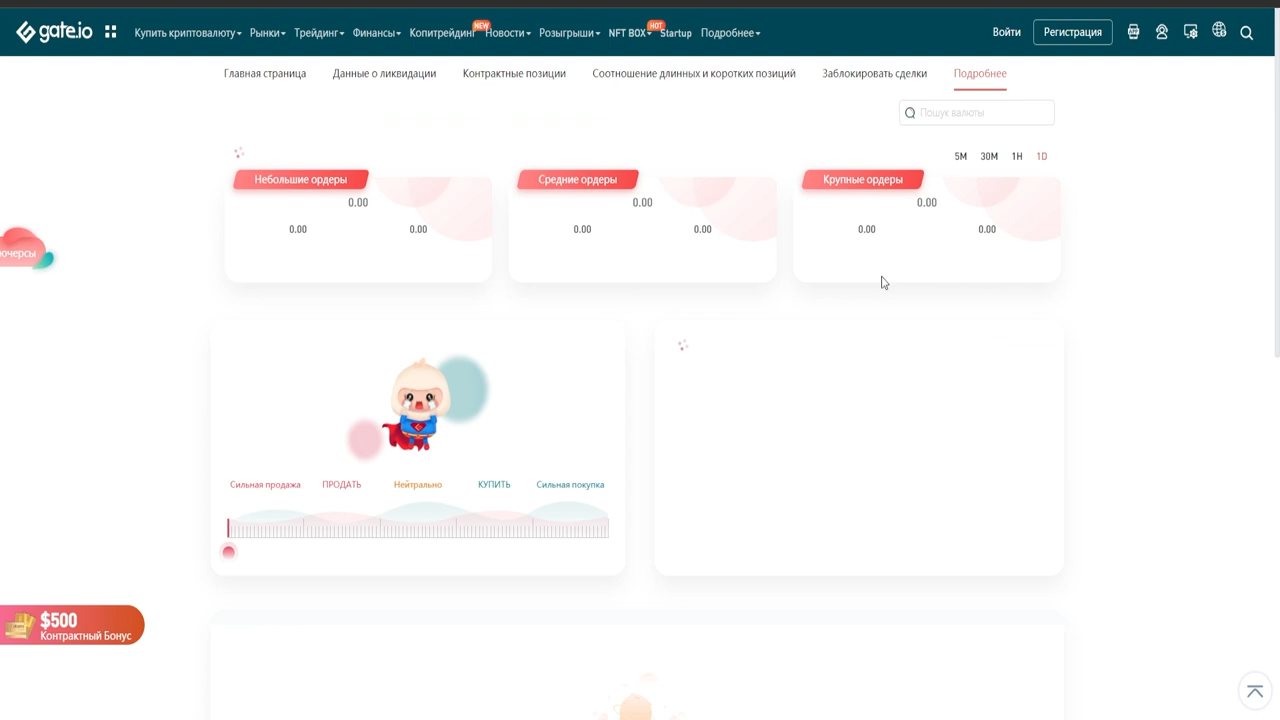 gate.io
Купить криптовалюту Рынки Трейдинг Финансы Копитрейдинг NEW Новости Розыгрыши NFT BOX HOT Startup Подробнее Войти Регистрация
Главная страница Данные о ликвидации Контрактные позиции Соотношение длинных и коротких позиций Заблокировать сделки Подробнее
Пошук валюты
5M 30M 1H 1D
Небольшие ордеры Средние ордеры Крупные ордеры
0.00 0.00 0.00
0.00 0.00 0.00 0.00 0.00 0.00
ючерсы
Сильная продажа ПРОДАТЬ Нейтрально КУПИТЬ Сильная покупка
$500
Контрактный Бонус